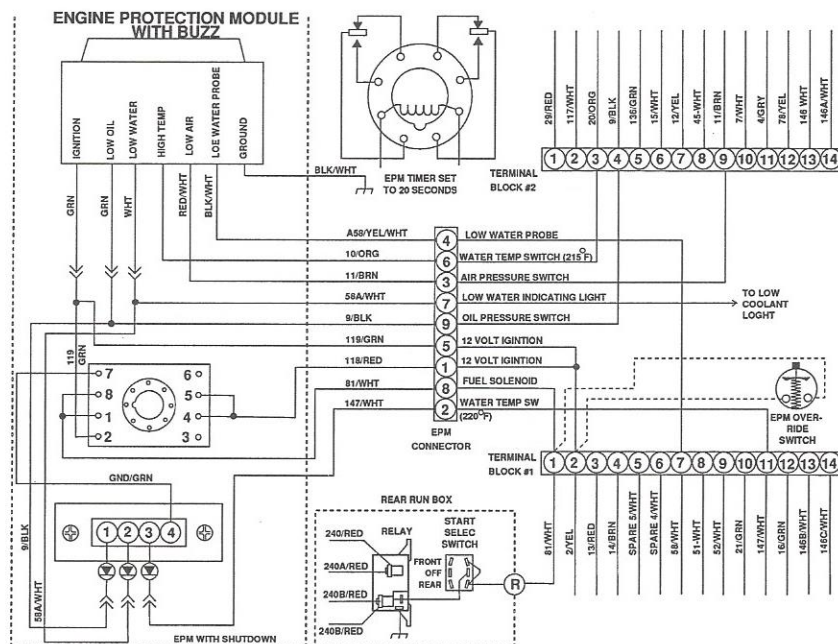 ENGINE PROTECTION MODULE
WITH BUZZ
IGNITION
LOW OIL
LOW WATER
HIGH TEMP
LOW AIR
LOE WATER PROBE
GROUND
GRN
GRN
WHT
RED/WHT
BLK/WHT
BLK/WHT
EPM TIMER SET
TO 20 SECONDS
29/RED
117/WHT
20/ORG
9/BLK
136/GRN
15/WHT
12/YEL
45-WHT
11/BRN
7/WHT
4/GRY
78/YEL
146 WHT
146A/WHT
TERMINAL
BLOCK #2
1 2 3 4 5 6 7 8 9 10 11 12 13 14
A58/YEL/WHT 4 LOW WATER PROBE
10/ORG 6 WATER TEMP SWITCH (215°F)
11/BRN 3 AIR PRESSURE SWITCH
58A/WHT 7 LOW WATER INDICATING LIGHT
9/BLK 9 OIL PRESSURE SWITCH
119/GRN 5 12 VOLT IGINTION
118/RED 1 12 VOLT IGINTION
81/WHT 8 FUEL SOLENOID
147/WHT 2 WATER TEMP SW
(220°F)
EPM
CONNECTOR
TO LOW
COOLANT
LOGHT
EPM OVER-
RIDE
SWITCH
119
GRN
7 6
8 5
1 4
2 3
GND/GRN
1 2 3 4
9/BLK
58A/WHT
EPM WITH SHUTDOWN
TERMINAL
BLOCK #1
1 2 3 4 5 6 7 8 9 10 11 12 13 14
81/WHT
2/YEL
13/RED
14/BRN
SPARE 5/WHT
SPARE 4/WHT
58/WHT
51-WHT
52/WHT
21/GRN
147/WHT
16/GRN
146B/WHT
146C/WHT
REAR RUN BOX
RELAY
START
SELEC
SWITCH
FRONT
OFF
REAR
240/RED
240A/RED
240B/RED
240B/RED
R